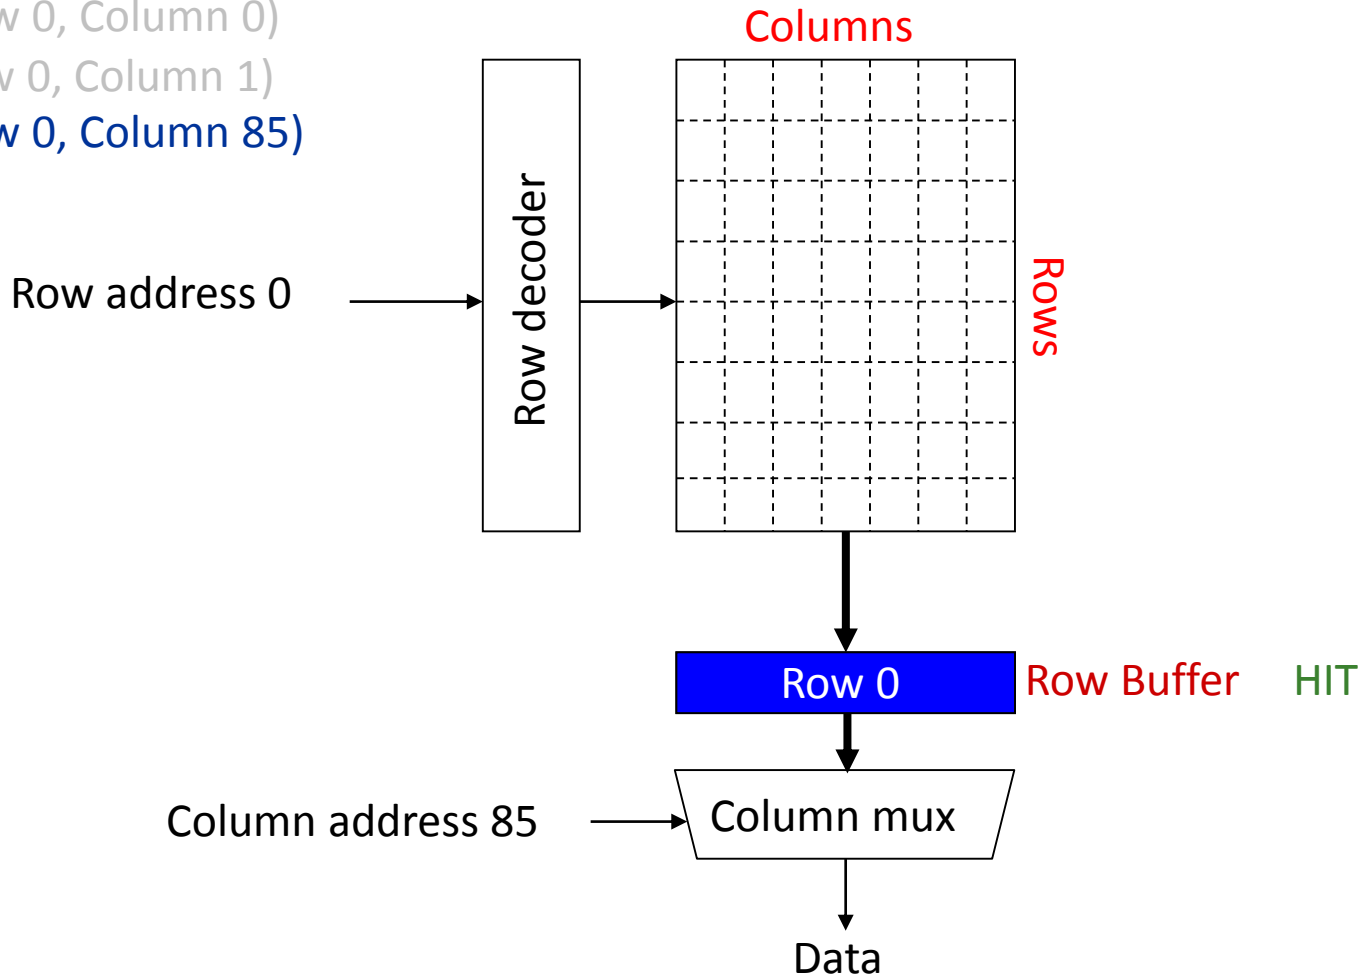 w 0, Column 0)
w 0, Column 1)
w 0, Column 85)
Columns
Row decoder
Rows
Row address 0
Row 0
Row Buffer HIT
Column address 85
Column mux
Data